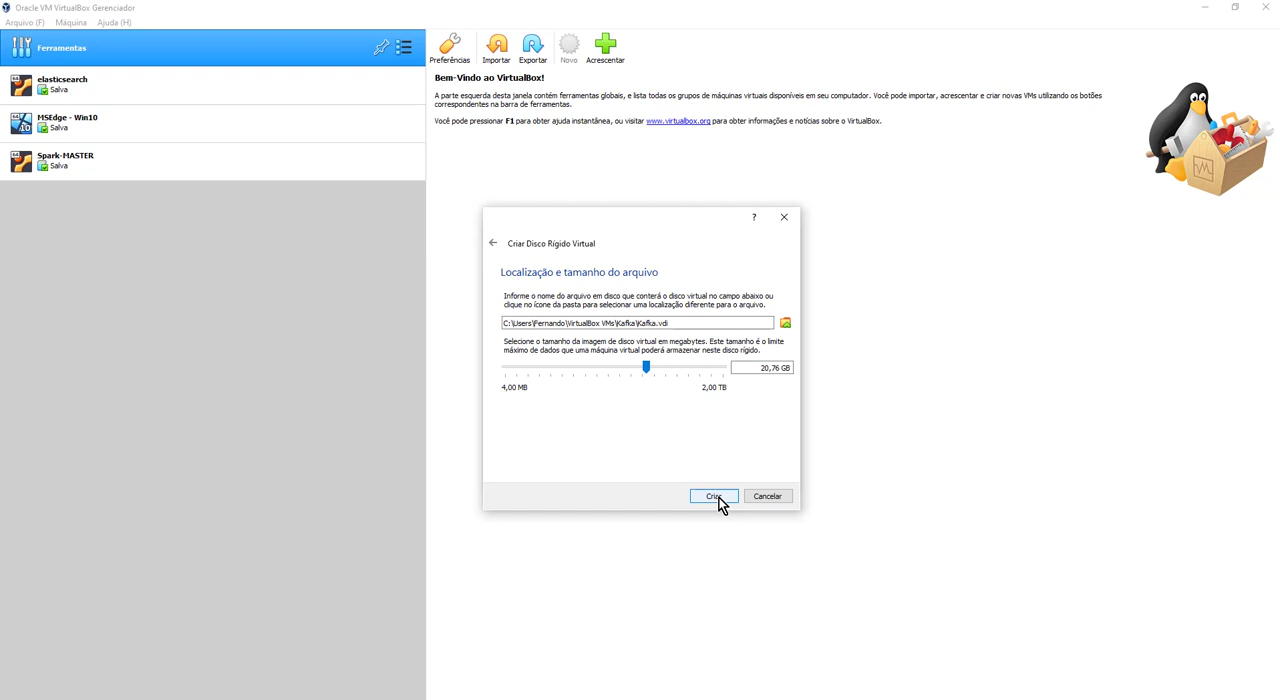 Oracle VM VirtualBox Gerenciador
Arquivo (F) Máquina Ajuda (H)
Ferramentas
Preferências Importar Exportar Novo Acrescentar
elasticsearch
Salva
MSEdge - Win10
Salva
Spark-MASTER
Salva
Bem-Vindo ao VirtualBox!
A parte esquerda desta janela contém ferramentas globais, e lista todas os grupos de máquinas virtuais disponíveis em seu computador. Você pode importar, acrescentar e criar novas VMs utilizando os botões
correspondentes na barra de ferramentas.
Você pode pressionar F1 para obter ajuda instantânea, ou visitar www.virtualbox.org para obter informações e notícias sobre o VirtualBox.
?
Criar Disco Rígido Virtual
Localização e tamanho do arquivo
Informe o nome do arquivo em disco que conterá o disco virtual no campo abaixo ou
clique no ícone da pasta para selecionar uma localização diferente para o arquivo.
C:\Users\Fernando\VirtualBox VMs\Kafka\Kafka.vdi
Selecione o tamanho da imagem de disco virtual em megabytes. Este tamanho é o limite
máximo de dados que uma máquina virtual poderá armazenar neste disco rígido.
20,76 GB
4,00 MB 2,00 TB
Criar Cancelar